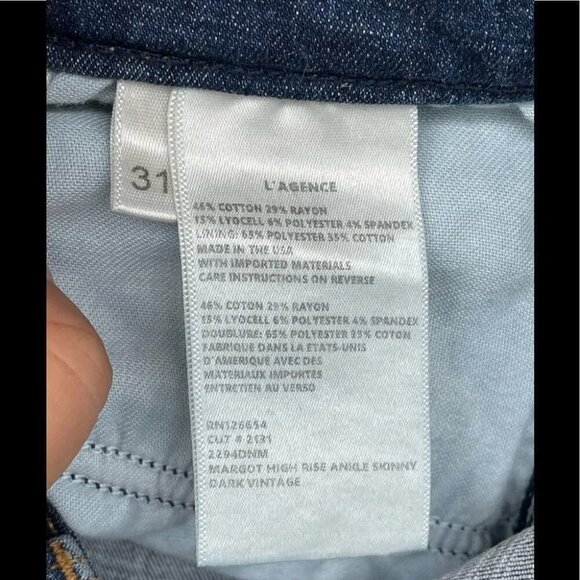 31
L'AGENCE
46% COTTON 29% RAYON
15% LYOCELL 6% POLYESTER 4% SPANDEX
LINING: 65% POLYESTER 35% COTTON
MADE IN THE USA
WITH IMPORTED MATERIALS
CARE INSTRUCTIONS ON REVERSE
46% COTON 29% RAYON
15% LYOCELL 6% POLYESTER 4% SPANDEX
DOUBLURE: 65% POLYESTER 35% COTON
FABRIQUE DANS LA ETATS-UNIS
D'AMERIQUE AVEC DES
MATERIAUX IMPORTES
ENTRETIEN AU VERSO
RN126654
CUT # 2131
2294DNM
MARGOT HIGH RISE ANKLE SKINNY
DARK VINTAGE